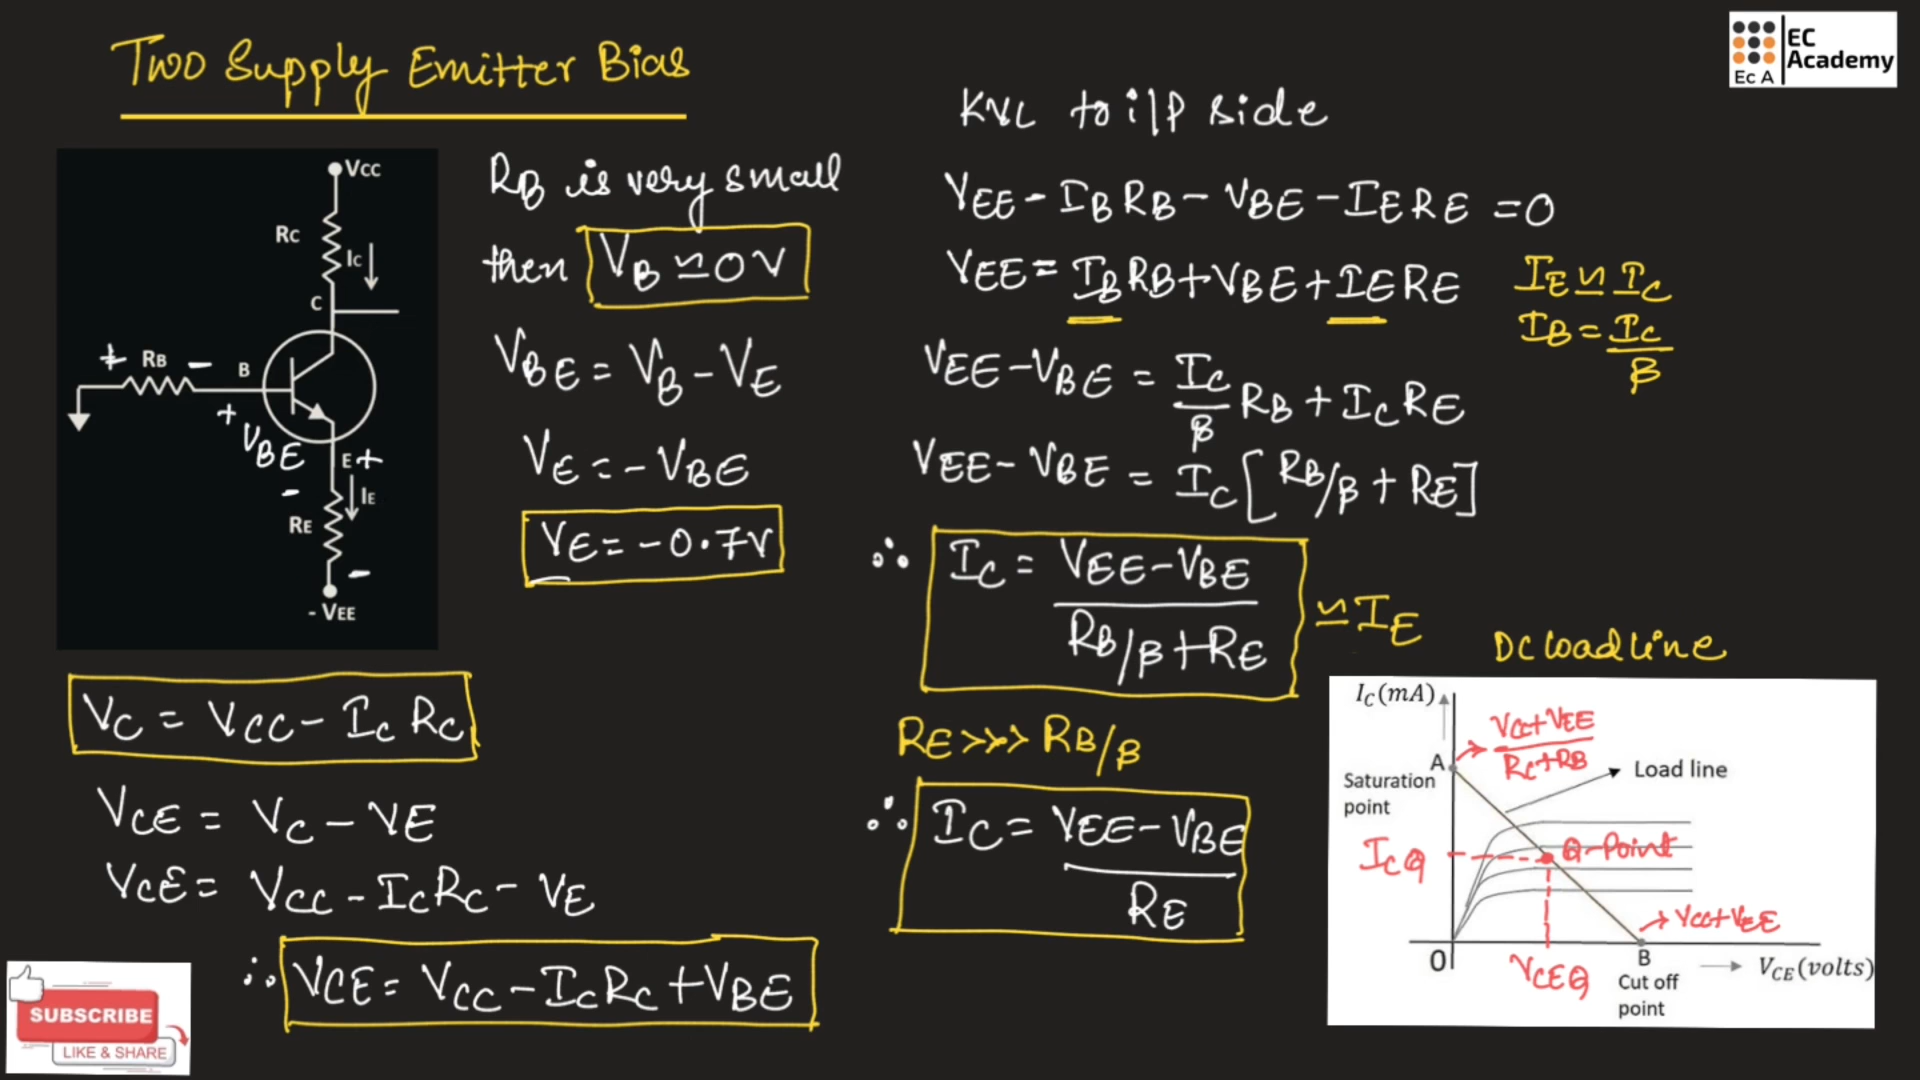 Two Supply Emitter Bias
EC Academy
Ec A
VCC
RC
IC
C
+ RB -
B
+
VBE
-
E +
IE
RE
-
- VEE
RB is very small
then VB ≃ 0V
VBE = VB - VE
VE = - VBE
VE = - 0.7V
VC = VCC - IC RC
VCE = VC - VE
VCE = VCC - ICRC - VE
∴ VCE = VCC - ICRC + VBE
KVL to i/p side
VEE - IBRB - VBE - IERE = 0
VEE = IBRB + VBE + IERE
IE ≃ IC
IB = IC/β
VEE - VBE = IC/β RB + ICRE
VEE - VBE = IC [RB/β + RE]
∴ IC = VEE - VBE / RB/β + RE ≃ IE
RE >>> RB/β
∴ IC = VEE - VBE / RE
DC load line
IC(mA)
VCC+VEE / RC+RB
A
Saturation
point
Load line
ICQ
Q-Point
VCC+VEE
0
VCEQ
B
Cut off
point
VCE(volts)
SUBSCRIBE
LIKE & SHARE